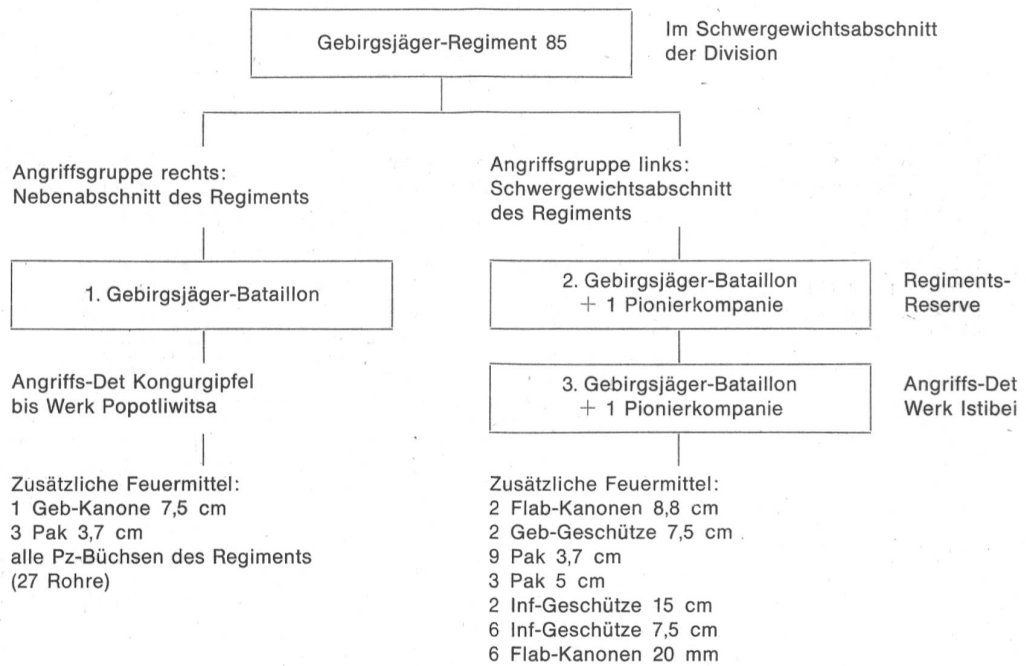 Gebirgsjäger-Regiment 85
Im Schwergewichtsabschnitt
der Division
Angriffsgruppe rechts:
Nebenabschnitt des Regiments
1. Gebirgsjäger-Bataillon
Angriffs-Det Kongurgipfel
bis Werk Popotliwitsa
Zusätzliche Feuermittel:
1 Geb-Kanone 7,5 cm
3 Pak 3,7 cm
alle Pz-Büchsen des Regiments
(27 Rohre)
Angriffsgruppe links:
Schwergewichtsabschnitt
des Regiments
2. Gebirgsjäger-Bataillon
+ 1 Pionierkompanie
Regiments-
Reserve
3. Gebirgsjäger-Bataillon
+ 1 Pionierkompanie
Angriffs-Det
Werk Istibei
Zusätzliche Feuermittel:
2 Flab-Kanonen 8,8 cm
2 Geb-Geschütze 7,5 cm
9 Pak 3,7 cm
3 Pak 5 cm
2 Inf-Geschütze 15 cm
6 Inf-Geschütze 7,5 cm
6 Flab-Kanonen 20 mm